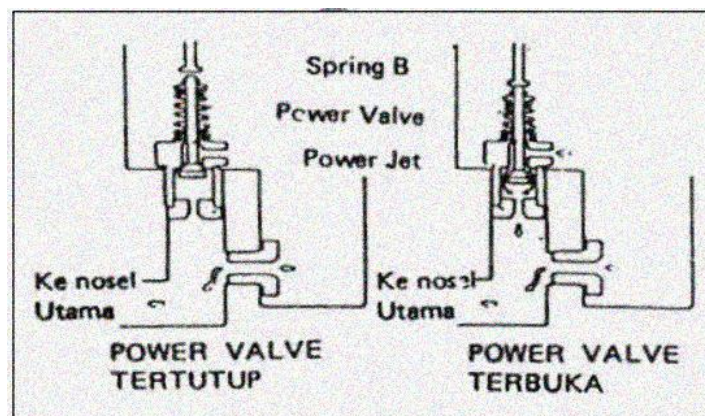 Spring B
Power Valve
Power Jet
Ke nosel
Utama
Ke nosel
Utama
POWER VALVE
TERTUTUP
POWER VALVE
TERBUKA